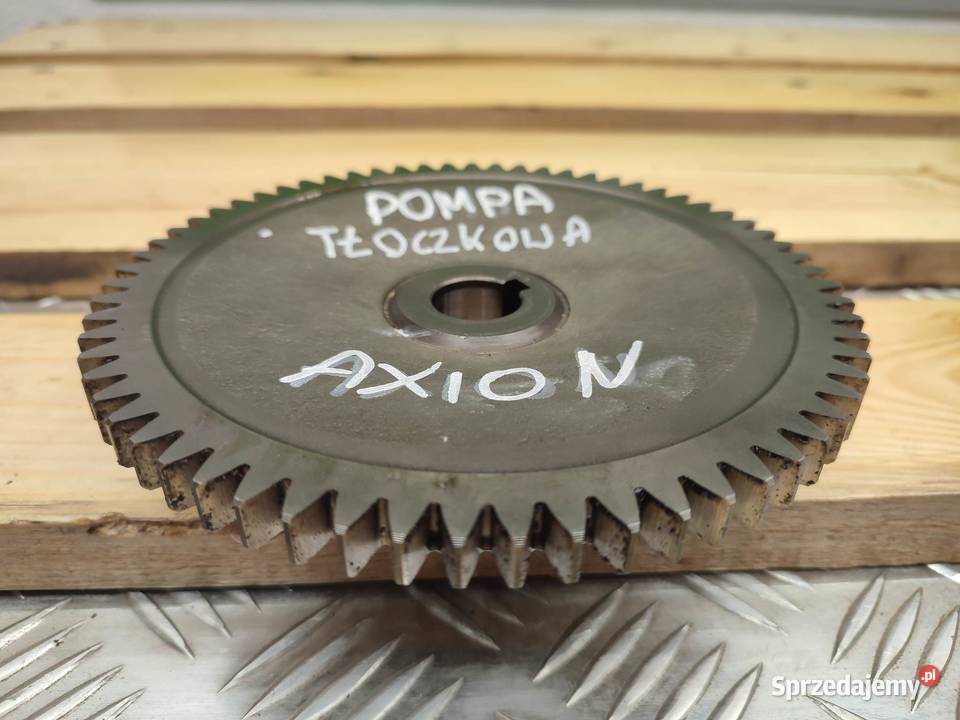 POMPA
TŁOCZKOWA
AXION
Sprzedajemy.pl